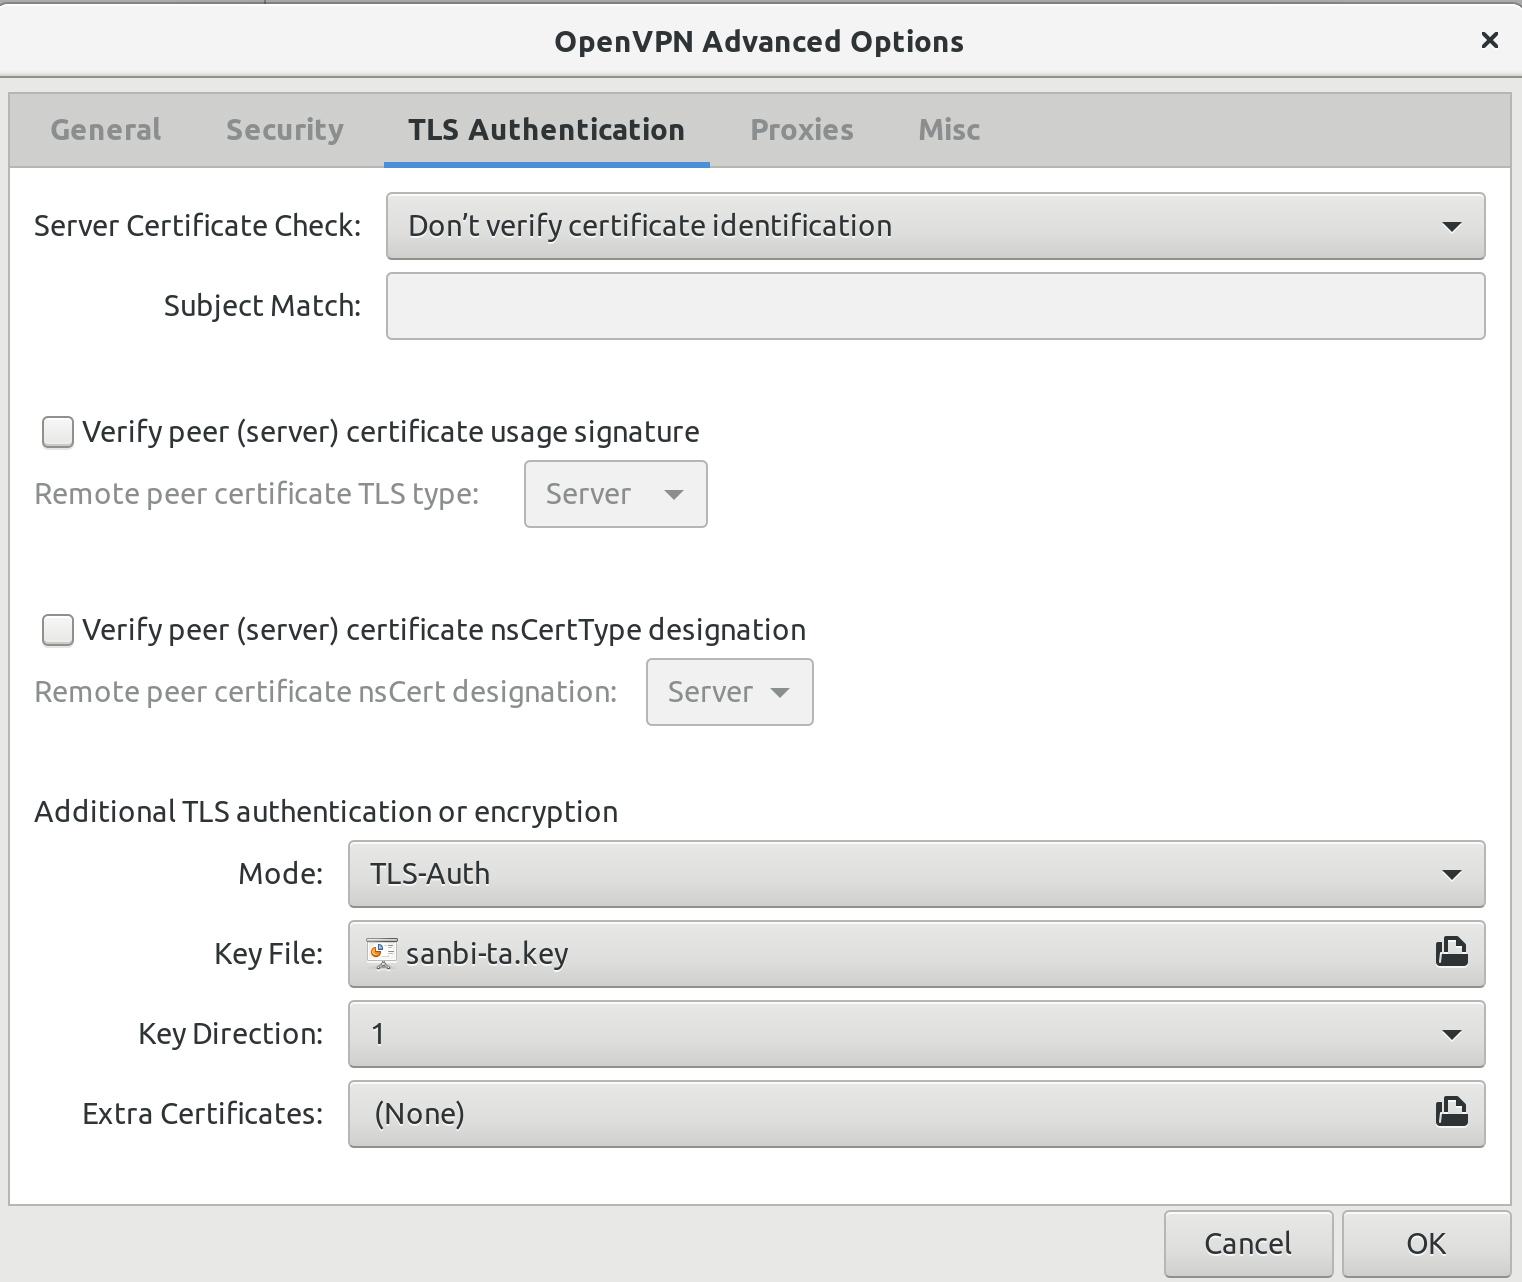 OpenVPN Advanced Options
General Security TLS Authentication Proxies Misc
Server Certificate Check: Don’t verify certificate identification
Subject Match:
Verify peer (server) certificate usage signature
Remote peer certificate TLS type: Server
Verify peer (server) certificate nsCertType designation
Remote peer certificate nsCert designation: Server
Additional TLS authentication or encryption
Mode: TLS-Auth
Key File: sanbi-ta.key
Key Direction: 1
Extra Certificates: (None)
Cancel OK